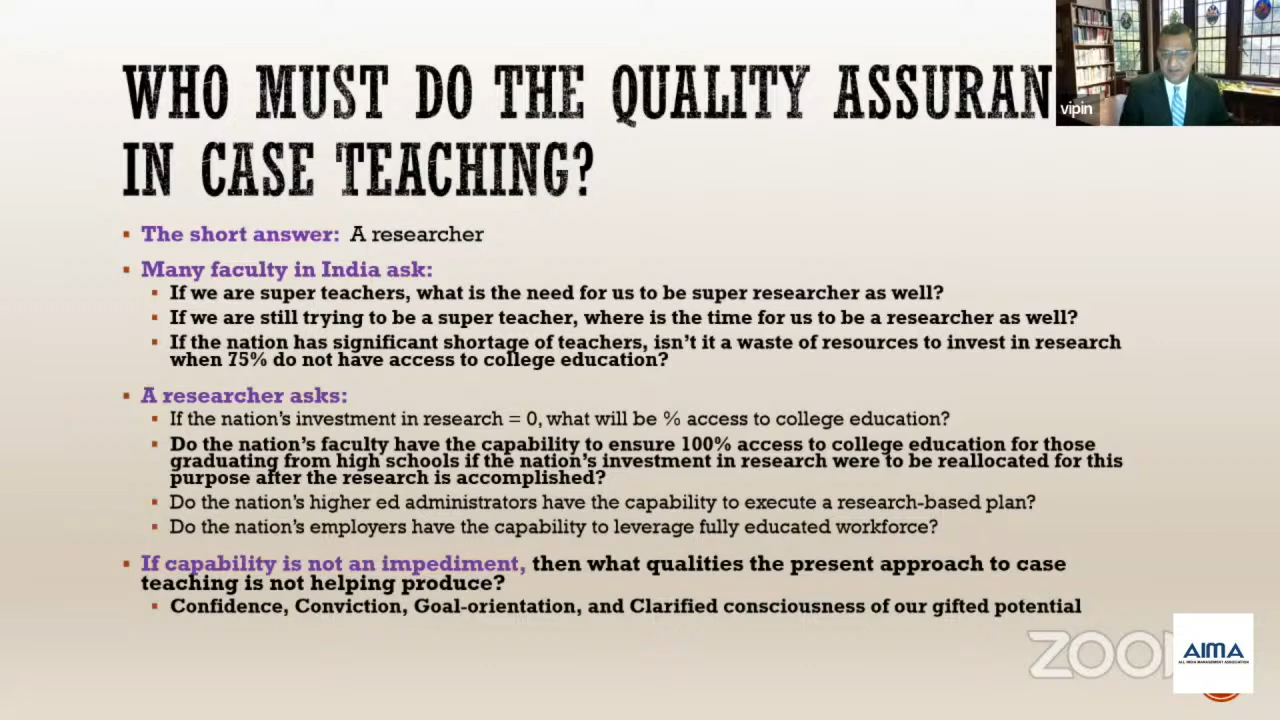 WHO MUST DO THE QUALITY ASSURAN
IN CASE TEACHING?
vipin
The short answer: A researcher
Many faculty in India ask:
If we are super teachers, what is the need for us to be super researcher as well?
If we are still trying to be a super teacher, where is the time for us to be a researcher as well?
If the nation has significant shortage of teachers, isn't it a waste of resources to invest in research
when 75% do not have access to college education?
A researcher asks:
If the nation's investment in research = 0, what will be % access to college education?
Do the nation's faculty have the capability to ensure 100% access to college education for those
graduating from high schools if the nation's investment in research were to be reallocated for this
purpose after the research is accomplished?
Do the nation's higher ed administrators have the capability to execute a research-based plan?
Do the nation's employers have the capability to leverage fully educated workforce?
If capability is not an impediment, then what qualities the present approach to case
teaching is not helping produce?
Confidence, Conviction, Goal-orientation, and Clarified consciousness of our gifted potential
ZOO
AIMA
ALL INDIA MANAGEMENT ASSOCIATION